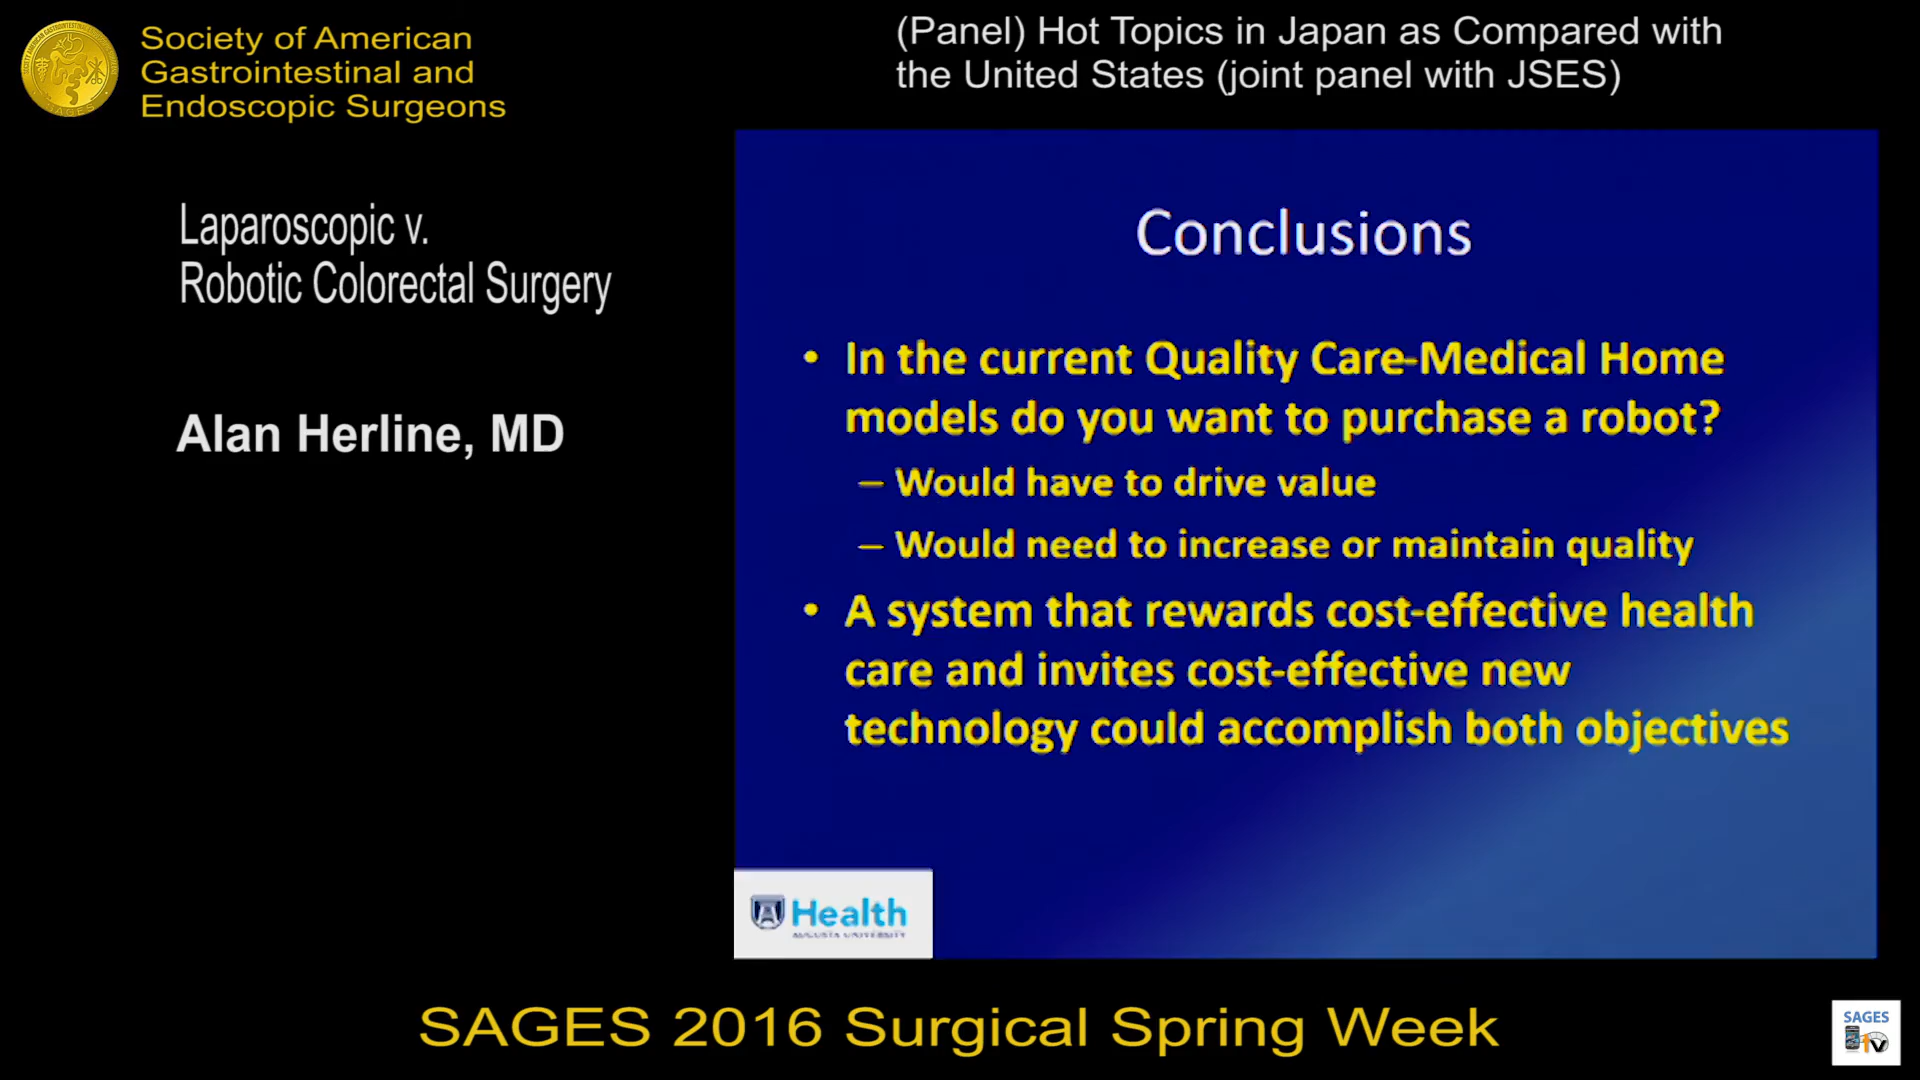 Society of American
Gastrointestinal and
Endoscopic Surgeons
(Panel) Hot Topics in Japan as Compared with
the United States (joint panel with JSES)
Laparoscopic v.
Robotic Colorectal Surgery
Alan Herline, MD
Conclusions
• In the current Quality Care-Medical Home
models do you want to purchase a robot?
– Would have to drive value
– Would need to increase or maintain quality
• A system that rewards cost-effective health
care and invites cost-effective new
technology could accomplish both objectives
Health
AUGUSTA UNIVERSITY
SAGES 2016 Surgical Spring Week
SAGES
TV